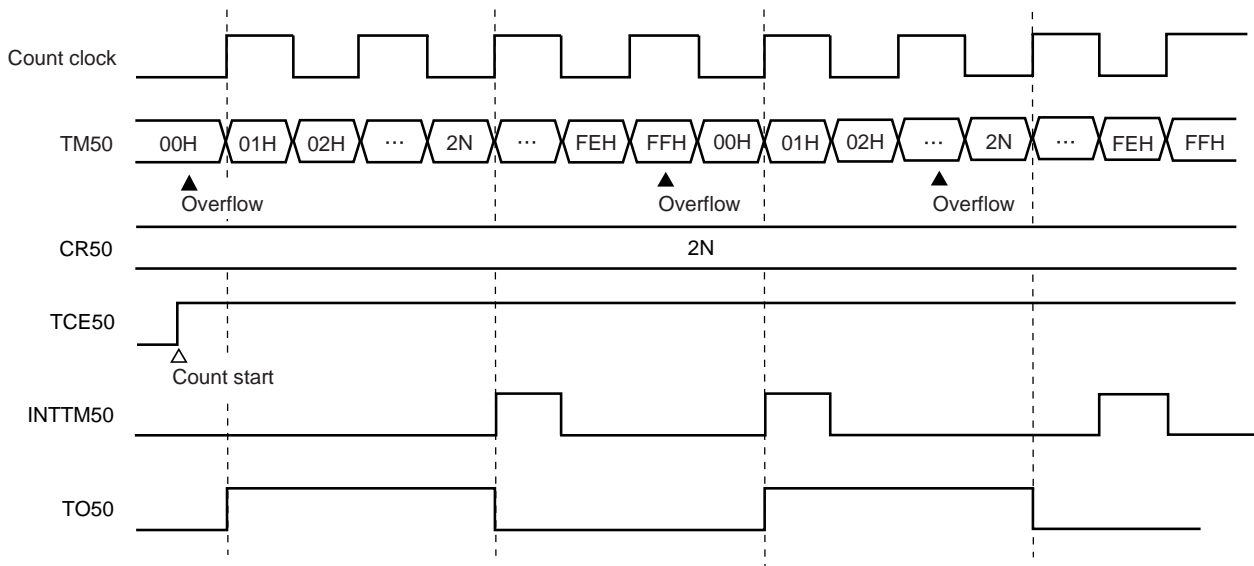 Count clock
TM50 00H 01H 02H ... 2N ... FEH FFH 00H 01H 02H ... 2N ... FEH FFH
Overflow Overflow Overflow
CR50 2N
TCE50
Count start
INTTM50
TO50